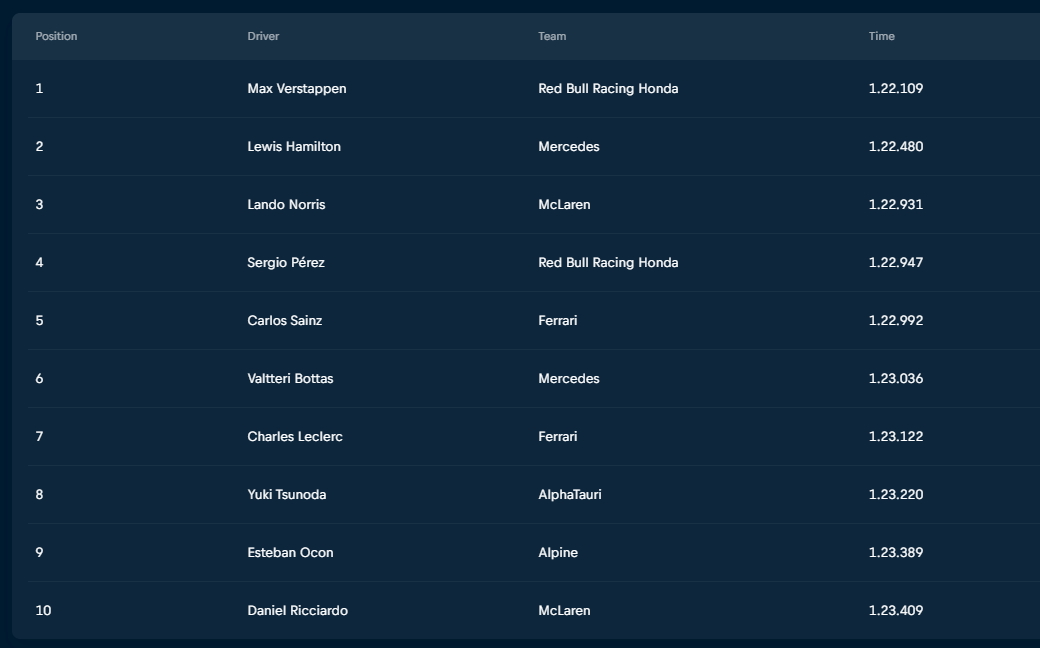 Position Driver Team Time
1 Max Verstappen Red Bull Racing Honda 1.22.109
2 Lewis Hamilton Mercedes 1.22.480
3 Lando Norris McLaren 1.22.931
4 Sergio Pérez Red Bull Racing Honda 1.22.947
5 Carlos Sainz Ferrari 1.22.992
6 Valtteri Bottas Mercedes 1.23.036
7 Charles Leclerc Ferrari 1.23.122
8 Yuki Tsunoda AlphaTauri 1.23.220
9 Esteban Ocon Alpine 1.23.389
10 Daniel Ricciardo McLaren 1.23.409